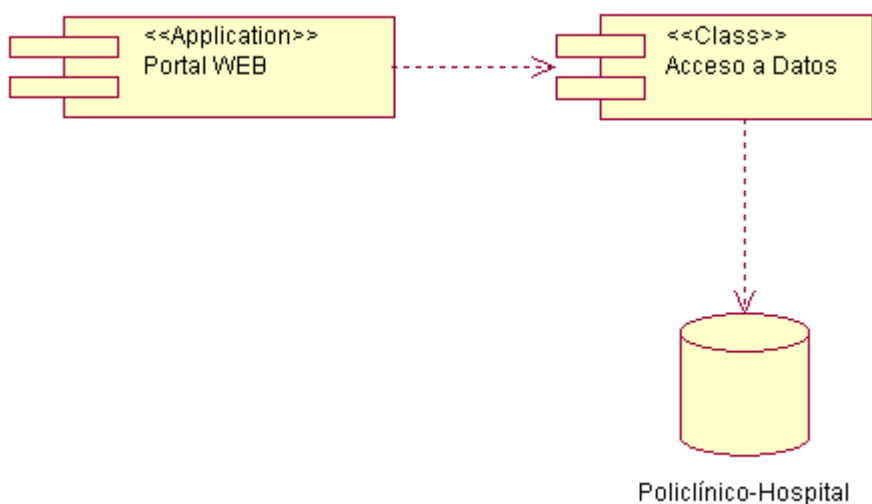 <<Application>>
Portal WEB
<<Class>>
Acceso a Datos
Policlínico-Hospital